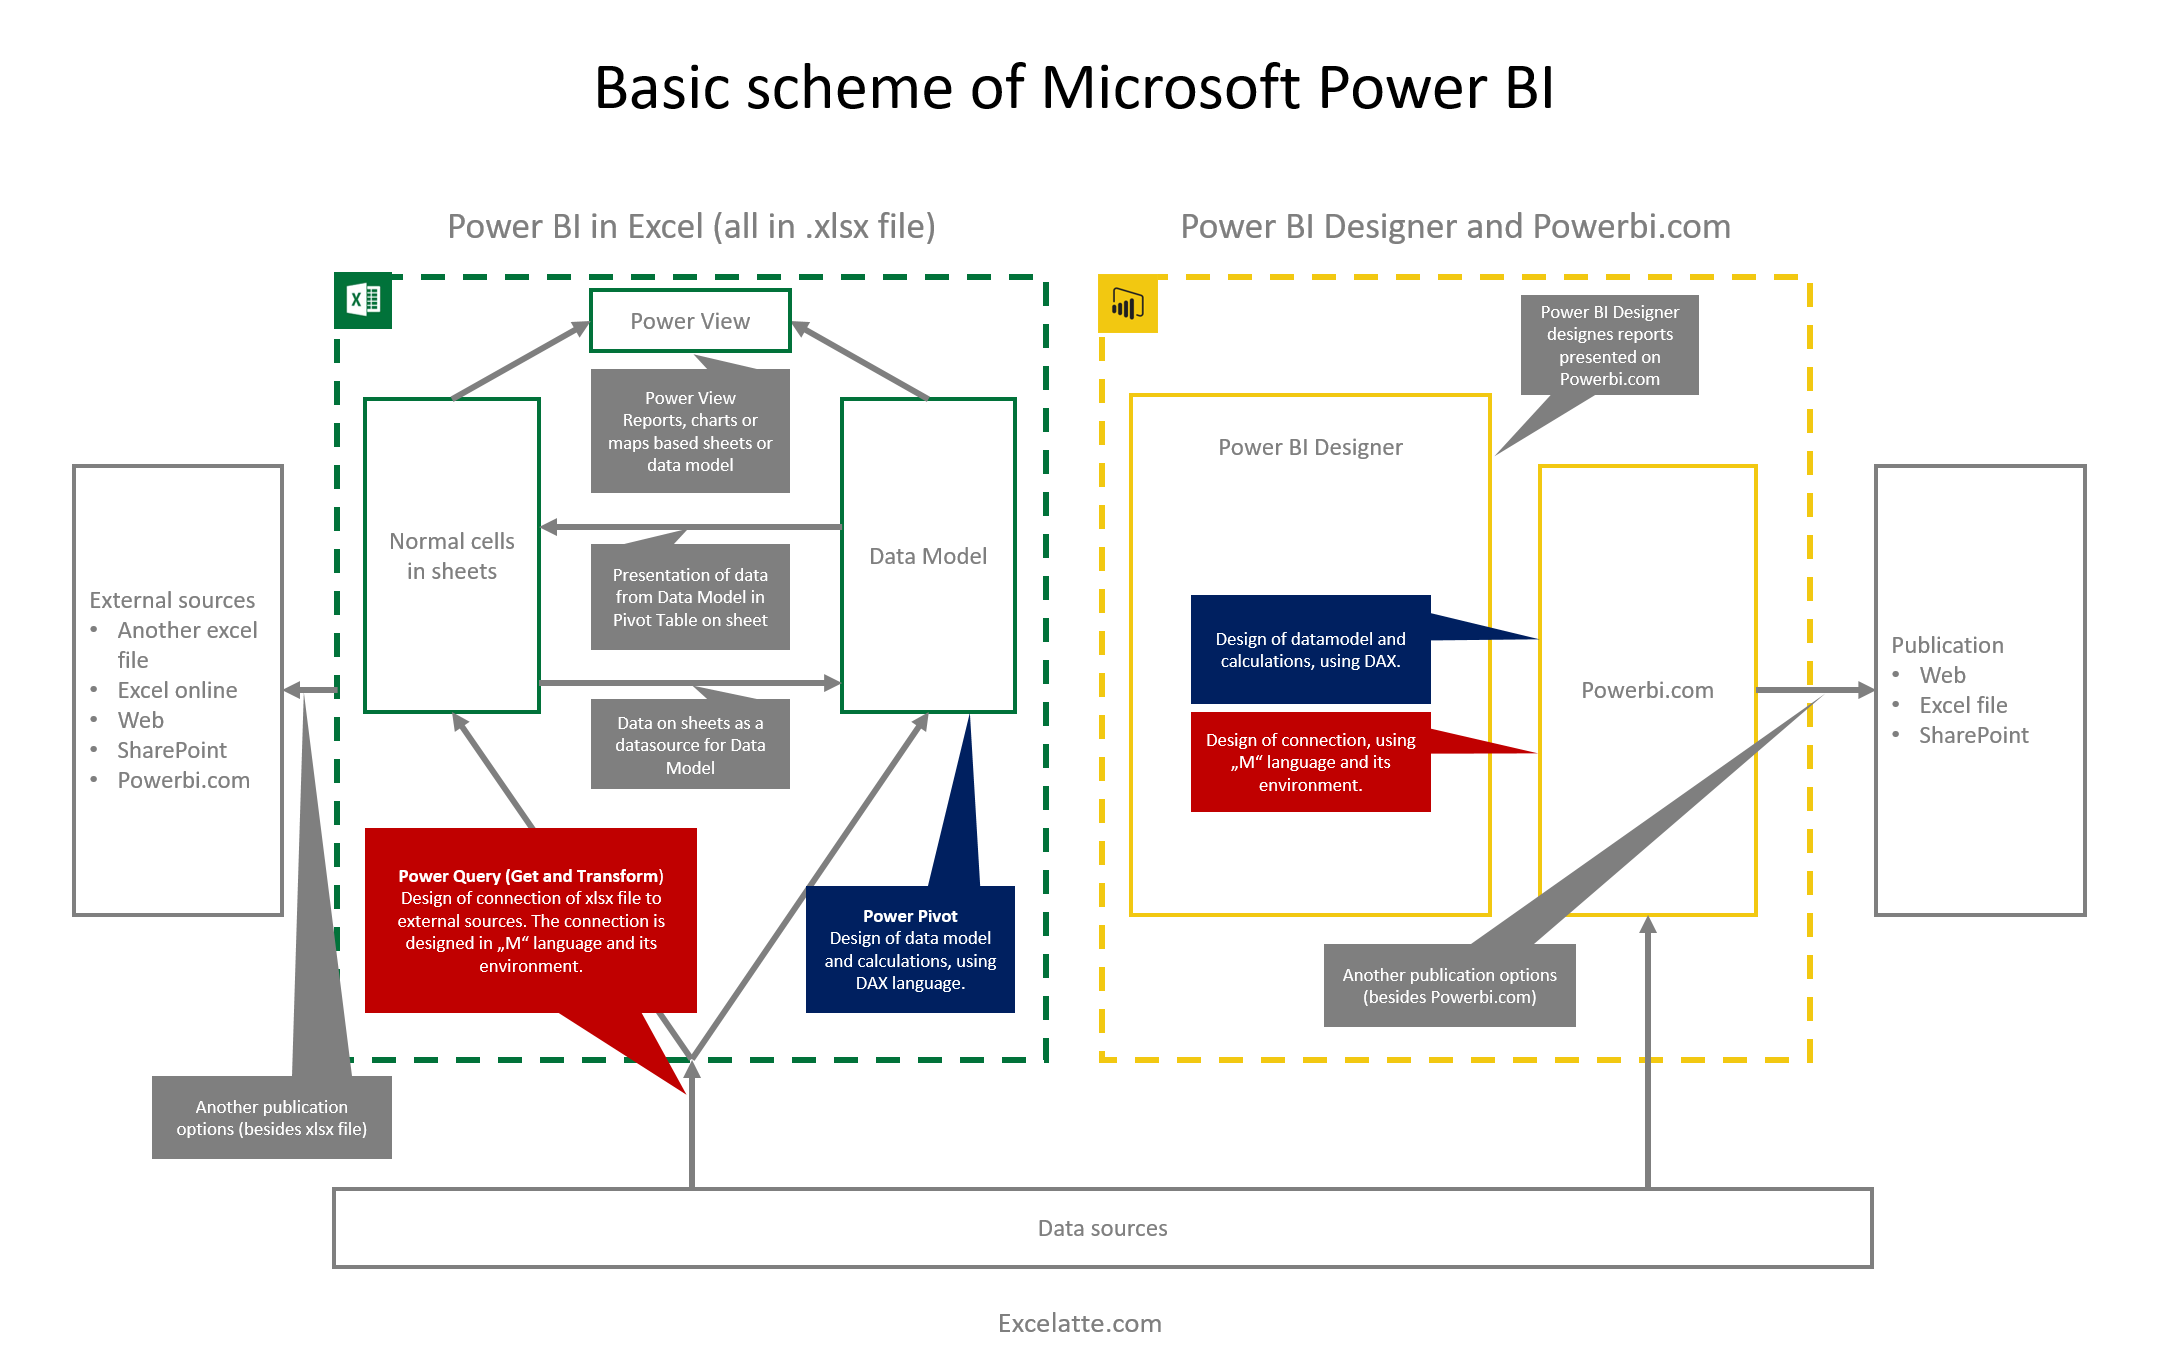 Basic scheme of Microsoft Power BI
Power BI in Excel (all in .xlsx file)
Power BI Designer and Powerbi.com
X
Power View
Power View
Reports, charts or
maps based sheets or
data model
Normal cells
in sheets
Data Model
Presentation of data
from Data Model in
Pivot Table on sheet
Data on sheets as a
datasource for Data
Model
External sources
• Another excel
file
• Excel online
• Web
• SharePoint
• Powerbi.com
Power Query (Get and Transform)
Design of connection of xlsx file to
external sources. The connection is
designed in „M“ language and its
environment.
Power Pivot
Design of data model
and calculations, using
DAX language.
Another publication
options (besides xlsx file)
Power BI Designer
designes reports
presented on
Powerbi.com
Power BI Designer
Design of datamodel and
calculations, using DAX.
Design of connection, using
„M“ language and its
environment.
Powerbi.com
Another publication options
(besides Powerbi.com)
Publication
• Web
• Excel file
• SharePoint
Data sources
Excelatte.com